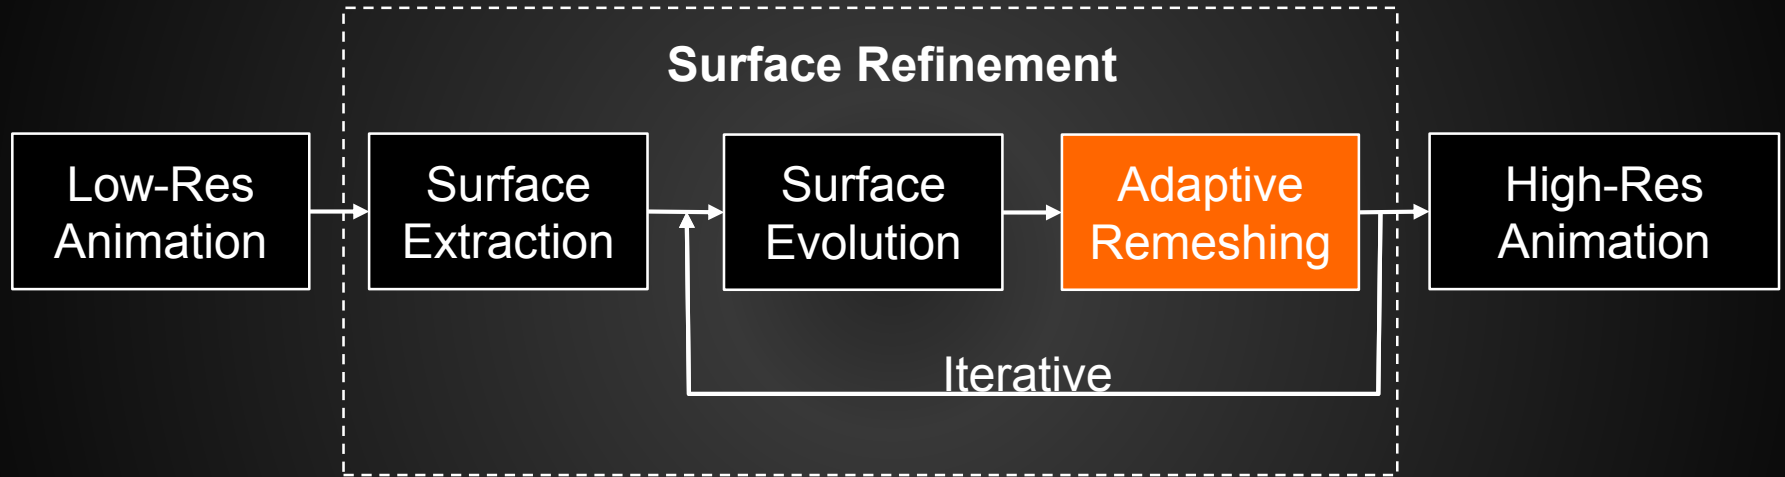 Surface Refinement
Low-Res
Animation
Surface
Extraction
Surface
Evolution
Adaptive
Remeshing
High-Res
Animation
Iterative